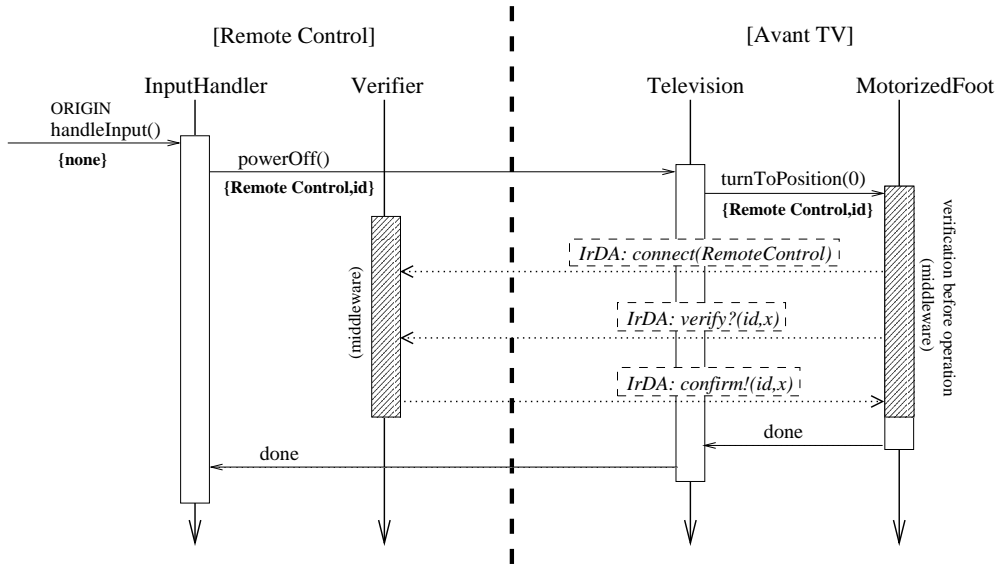 [Remote Control]
[Avant TV]
InputHandler
Verifier
Television
MotorizedFoot
ORIGIN
handleInput()
{none}
powerOff()
{Remote Control,id}
turnToPosition(0)
{Remote Control,id}
IrDA: connect(RemoteControl)
IrDA: verify?(id,x)
IrDA: confirm!(id,x)
(middleware)
verification before operation
(middleware)
done
done